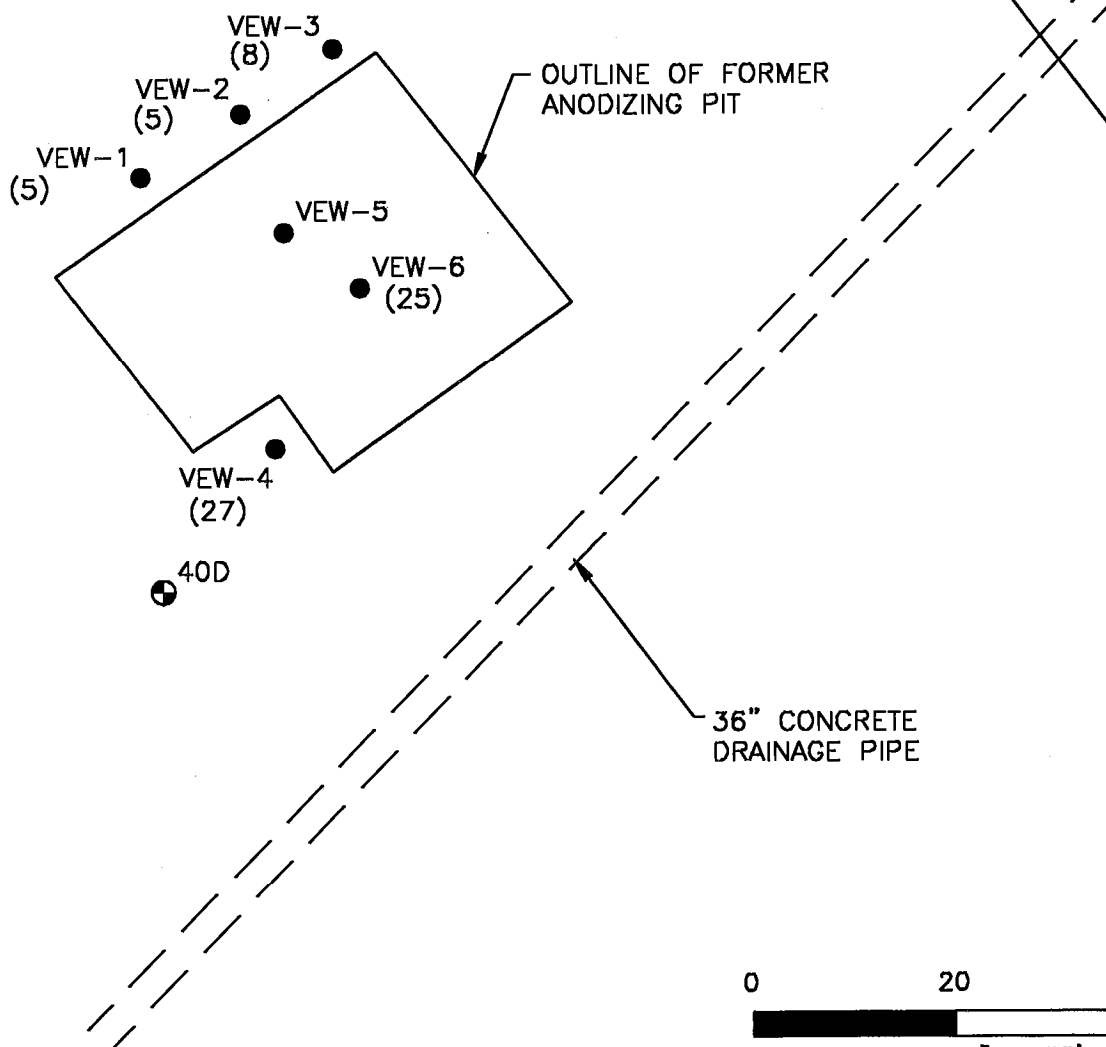 VEW-3
(8)
OUTLINE OF FORMER
ANODIZING PIT
VEW-2
(5)
VEW-1
(5)
VEW-5
VEW-6
(25)
VEW-4
(27)
40D
36" CONCRETE
DRAINAGE PIPE
0 20